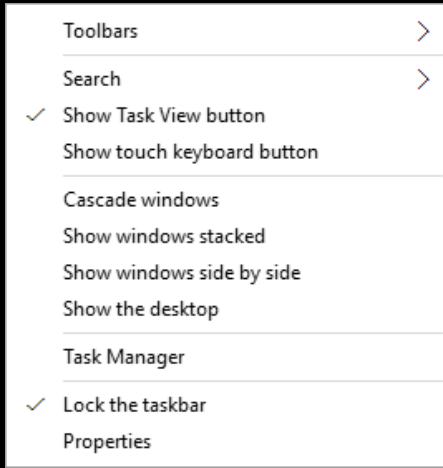 Toolbars
Search
Show Task View button
Show touch keyboard button
Cascade windows
Show windows stacked
Show windows side by side
Show the desktop
Task Manager
Lock the taskbar
Properties